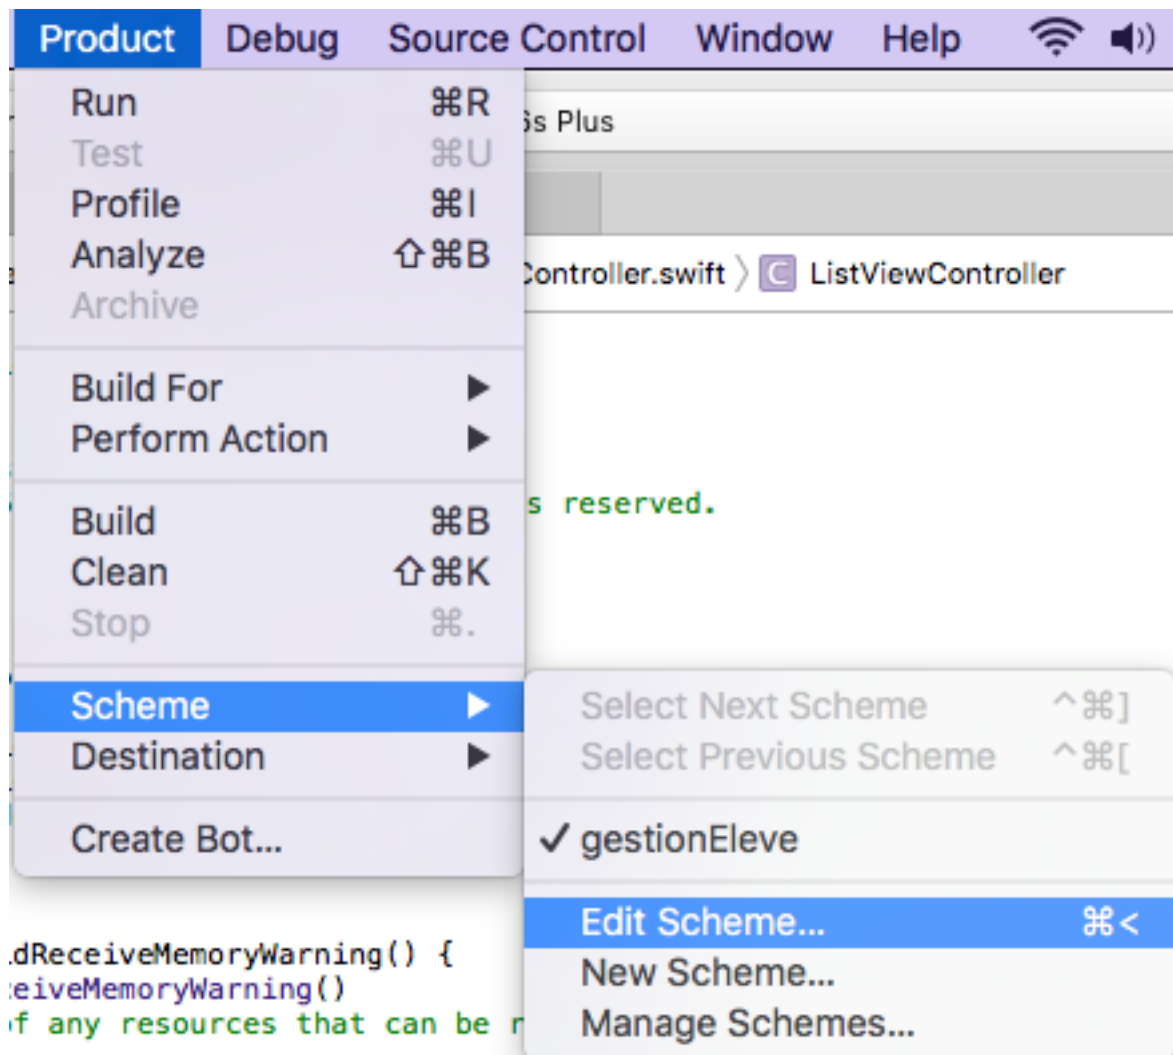 Product Debug Source Control Window Help
Run ⌘R
6s Plus
Test ⌘U
Profile ⌘I
Analyze ⇧⌘B
Controller.swift 〉 C ListViewController
Archive
Build For ▶
Perform Action ▶
s reserved.
Build ⌘B
Clean ⇧⌘K
Stop ⌘.
Scheme ▶
Select Next Scheme ^⌘]
Destination ▶
Select Previous Scheme ^⌘[
Create Bot...
✓ gestionEleve
Edit Scheme... ⌘<
dReceiveMemoryWarning() {
New Scheme...
eiveMemoryWarning()
f any resources that can be r
Manage Schemes...